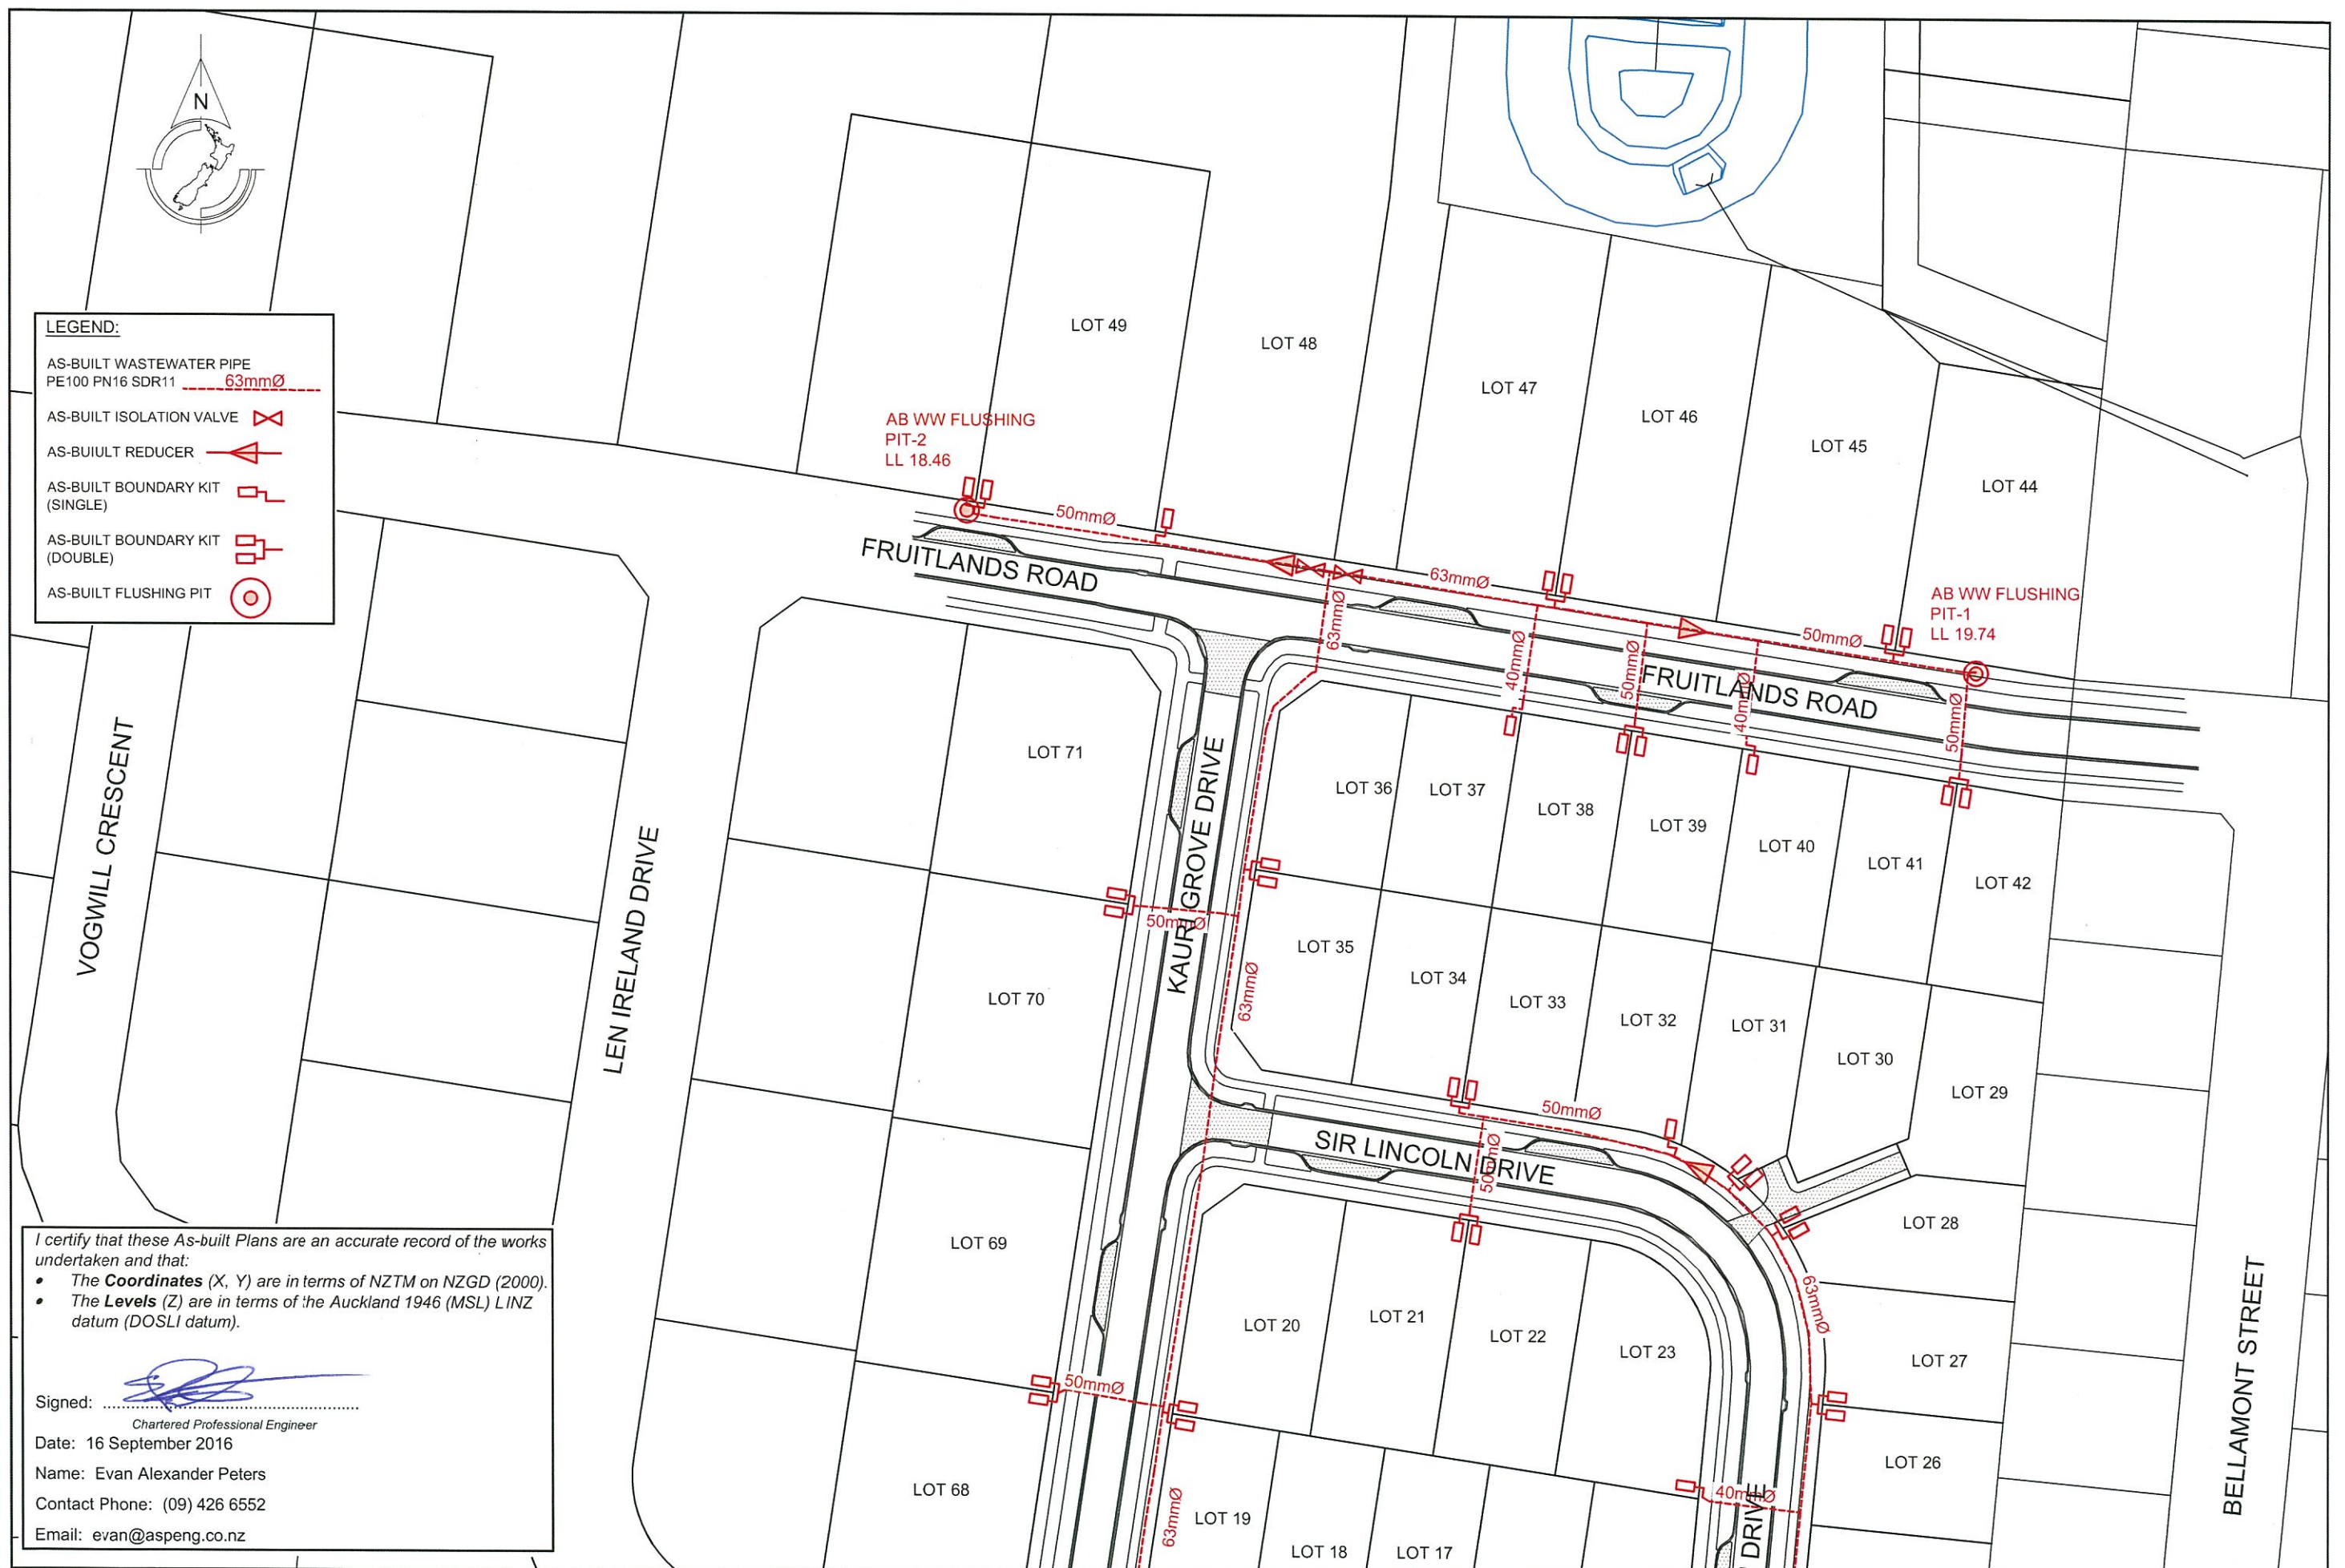 N
LEGEND:
AS-BUILT WASTEWATER PIPE
PE100 PN16 SDR11 63mmØ
AS-BUILT ISOLATION VALVE
AS-BUIULT REDUCER
AS-BUILT BOUNDARY KIT
(SINGLE)
AS-BUILT BOUNDARY KIT
(DOUBLE)
AS-BUILT FLUSHING PIT
LOT 49
LOT 48
LOT 47
LOT 46
LOT 45
LOT 44
AB WW FLUSHING
PIT-2
LL 18.46
50mmØ
63mmØ
63mmØ
AB WW FLUSHING
PIT-1
LL 19.74
50mmØ
FRUITLANDS ROAD
40mmØ
50mmØ
FRUITLANDS ROAD
40mmØ
50mmØ
VOGWILL CRESCENT
LEN IRELAND DRIVE
LOT 71
KAURI GROVE DRIVE
LOT 36
LOT 37
LOT 38
LOT 39
LOT 40
LOT 41
LOT 42
50mmØ
LOT 70
63mmØ
LOT 35
LOT 34
LOT 33
LOT 32
LOT 31
LOT 30
LOT 29
50mmØ
SIR LINCOLN DRIVE
50mmØ
LOT 28
LOT 69
LOT 20
LOT 21
LOT 22
LOT 23
63mmØ
LOT 27
BELLAMONT STREET
50mmØ
LOT 26
LOT 68
63mmØ
LOT 19
LOT 18
LOT 17
40mmØ
DRIVE
I certify that these As-built Plans are an accurate record of the works
undertaken and that:
• The Coordinates (X, Y) are in terms of NZTM on NZGD (2000).
• The Levels (Z) are in terms of the Auckland 1946 (MSL) LINZ
datum (DOSLI datum).
Signed:
Chartered Professional Engineer
Date: 16 September 2016
Name: Evan Alexander Peters
Contact Phone: (09) 426 6552
Email: evan@aspeng.co.nz